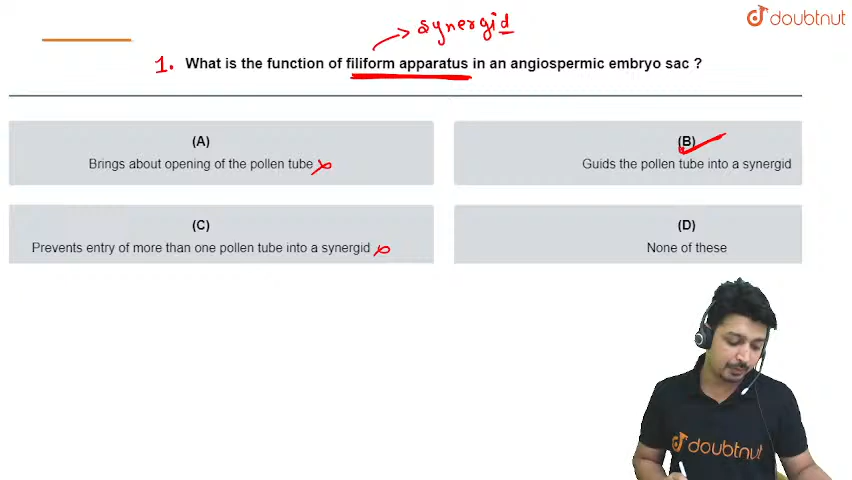 doubtnut
synergid
1. What is the function of filiform apparatus in an angiospermic embryo sac ?
(A)
Brings about opening of the pollen tube
(B)
Guids the pollen tube into a synergid
(C)
Prevents entry of more than one pollen tube into a synergid
(D)
None of these
doubtnut